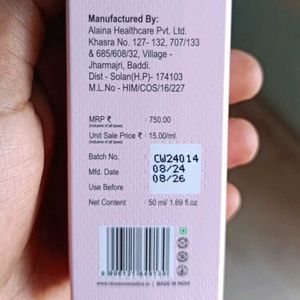 Manufactured By:
Alaina Healthcare Pvt. Ltd.
Khasra No. 127- 132, 707/133
& 685/608/32, Village -
Jharmajri, Baddi.
Dist - Solan(H.P)- 174103
M.L.No - HIM/COS/16/227
MRP ₹ : 750.00
(Inclusive of all taxes)
Unit Sale Price ₹ : 15.00/ml.
(Inclusive of all taxes)
Batch No. : CW24014
Mfd. Date : 08/24
Use Before : 08/26
Net Content : 50 ml/ 1.69 fl.oz
MADE IN INDIA